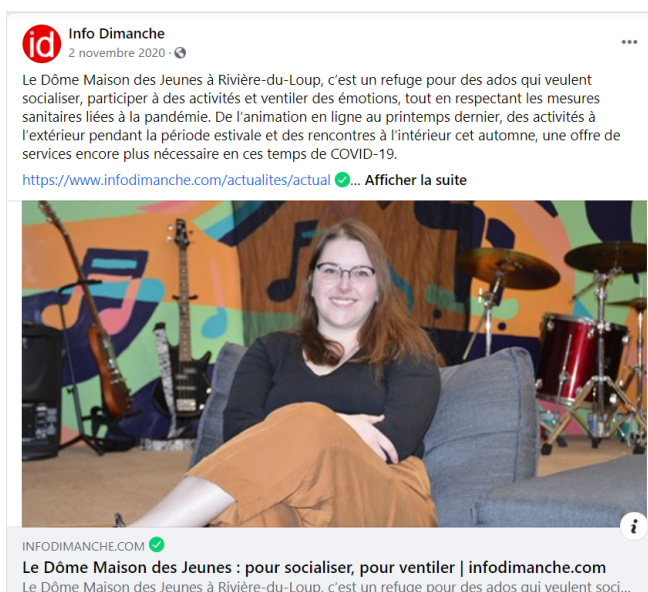 id
Info Dimanche
2 novembre 2020 ·
Le Dôme Maison des Jeunes à Rivière-du-Loup, c’est un refuge pour des ados qui veulent
socialiser, participer à des activités et ventiler des émotions, tout en respectant les mesures
sanitaires liées à la pandémie. De l’animation en ligne au printemps dernier, des activités à
l’extérieur pendant la période estivale et des rencontres à l’intérieur cet automne, une offre de
services encore plus nécessaire en ces temps de COVID-19.
https://www.infodimanche.com/actualites/actual ... Afficher la suite
i
INFODIMANCHE.COM
Le Dôme Maison des Jeunes : pour socialiser, pour ventiler | infodimanche.com
Le Dôme Maison des Jeunes à Rivière-du-Loup, c’est un refuge pour des ados qui veulent soci...